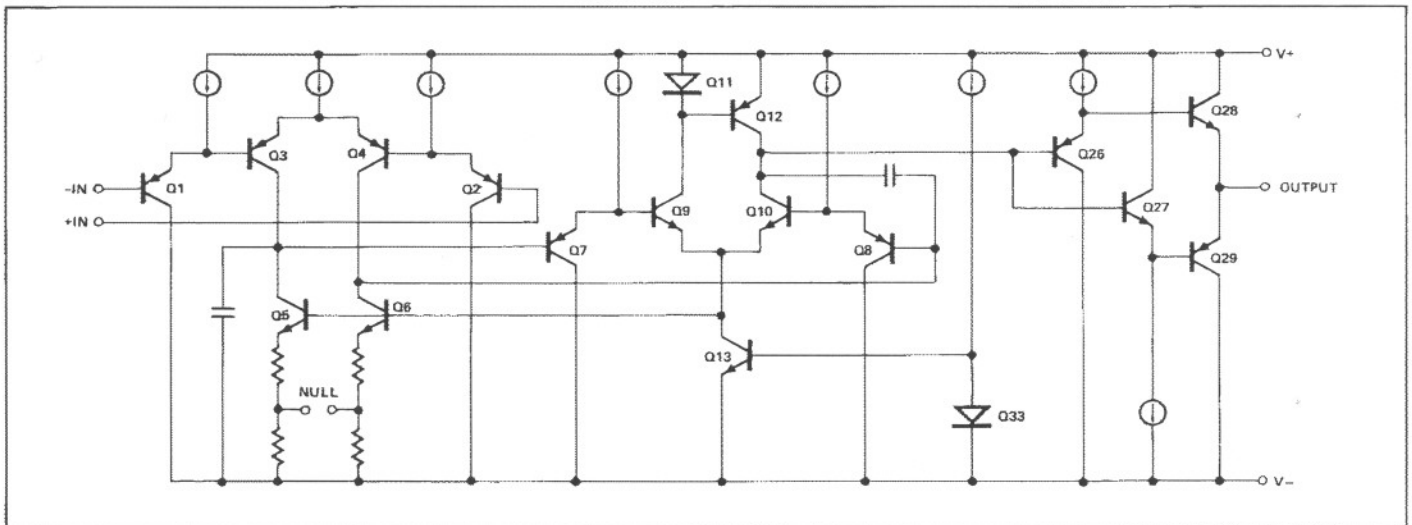 V+
Q11
Q12
Q28
Q3
Q4
Q26
-IN
Q1
Q2
OUTPUT
+IN
Q9
Q10
Q27
Q7
Q8
Q29
Q5
Q6
Q13
NULL
Q33
V-